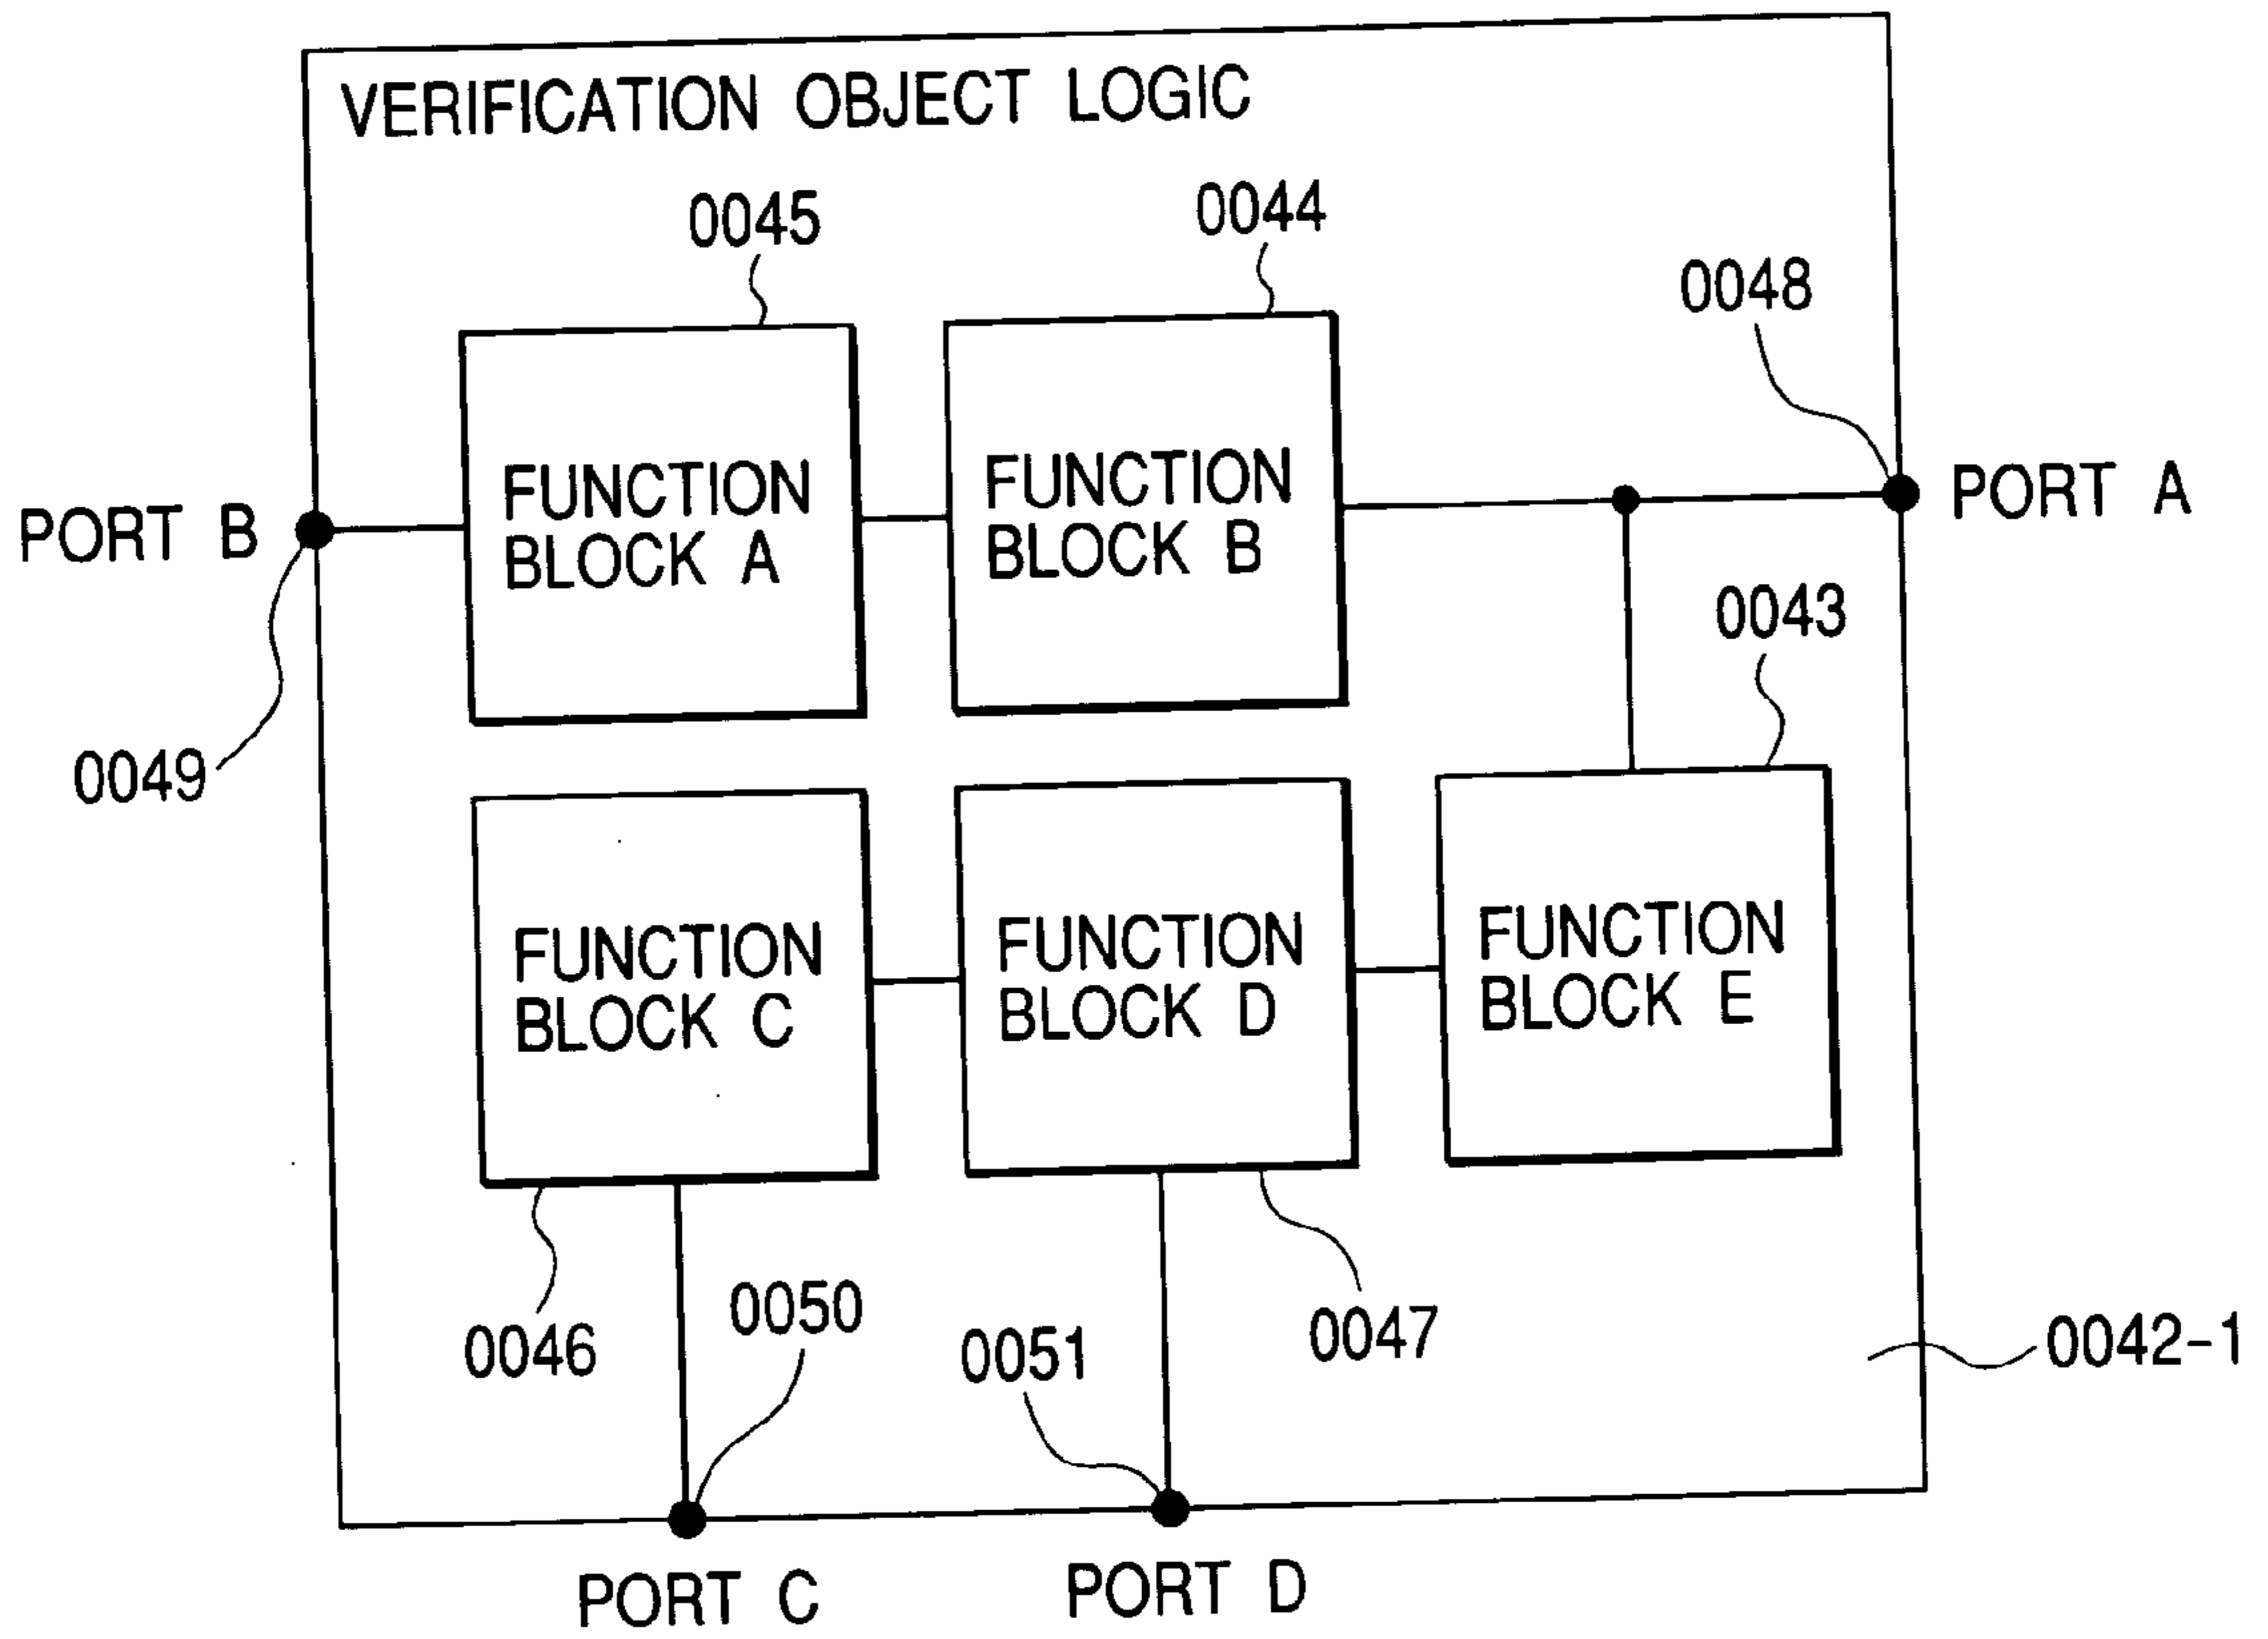 VERIFICATION OBJECT LOGIC
0045
0044
0048
PORT B
FUNCTION
BLOCK A
FUNCTION
BLOCK B
PORT A
0043
0049
FUNCTION
BLOCK C
FUNCTION
BLOCK D
FUNCTION
BLOCK E
0046
0050
0051
0047
0042-1
PORT C
PORT D